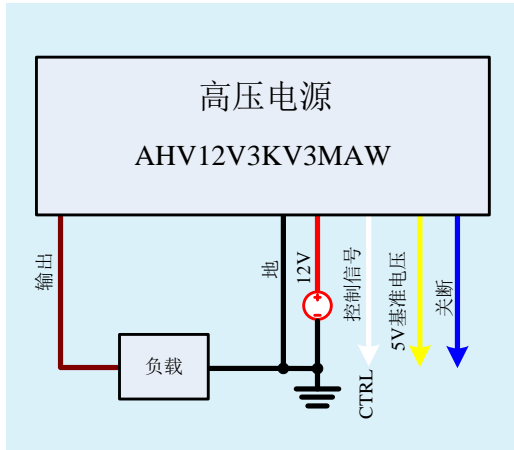 高压电源
AHV12V3KV3MAW
输出
地
12V
控制信号
5V基准电压
关断
负载
CTRL